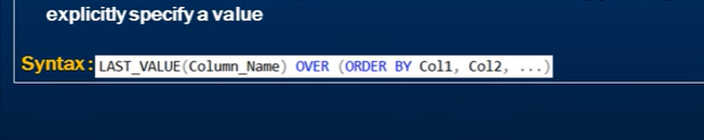 explicitly specify a value
Syntax: LAST_VALUE(Column_Name) OVER (ORDER BY Col1, Col2, ...)